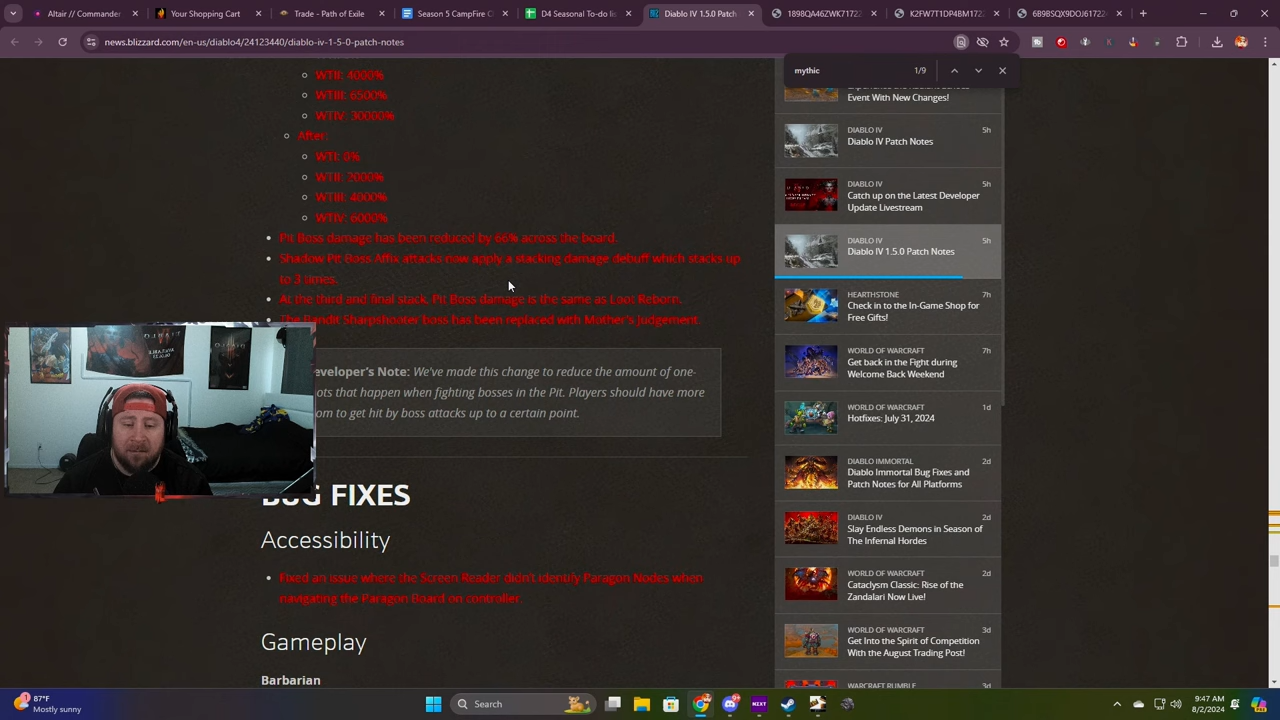 Altair // Commander
Your Shopping Cart
Trade - Path of Exile
Season 5 CampFire C
D4 Seasonal To-do lis
Diablo IV 1.5.0 Patch
1898QA46ZWK7172
K2FW7T1DP48M172
6B9BSQX9DOJ61722
news.blizzard.com/en-us/diablo4/24123440/diablo-iv-1-5-0-patch-notes
mythic 1/9
WTII: 4000%
WTIII: 6500%
WTIV: 30000%
After:
WTI: 0%
WTII: 2000%
WTIII: 4000%
WTIV: 6000%
Pit Boss damage has been reduced by 66% across the board.
Shadow Pit Boss Affix attacks now apply a stacking damage debuff which stacks up
to 3 times.
At the third and final stack, Pit Boss damage is the same as Loot Reborn.
The Bandit Sharpshooter boss has been replaced with Mother's Judgement.
eveloper's Note: We've made this change to reduce the amount of one-
ots that happen when fighting bosses in the Pit. Players should have more
om to get hit by boss attacks up to a certain point.
BUG FIXES
Accessibility
Fixed an issue where the Screen Reader didn't identify Paragon Nodes when
navigating the Paragon Board on controller.
Gameplay
Barbarian
Event With New Changes!
DIABLO IV 5h
Diablo IV Patch Notes
DIABLO IV 5h
Catch up on the Latest Developer
Update Livestream
DIABLO IV 5h
Diablo IV 1.5.0 Patch Notes
HEARTHSTONE 7h
Check in to the In-Game Shop for
Free Gifts!
WORLD OF WARCRAFT 7h
Get back in the Fight during
Welcome Back Weekend
WORLD OF WARCRAFT 1d
Hotfixes: July 31, 2024
DIABLO IMMORTAL 2d
Diablo Immortal Bug Fixes and
Patch Notes for All Platforms
DIABLO IV 2d
Slay Endless Demons in Season of
The Infernal Hordes
WORLD OF WARCRAFT 2d
Cataclysm Classic: Rise of the
Zandalari Now Live!
WORLD OF WARCRAFT 3d
Get Into the Spirit of Competition
With the August Trading Post!
WARCRAFT RUMBLE 3d
87°F
Mostly sunny
Search
NZXT
9:47 AM
8/2/2024